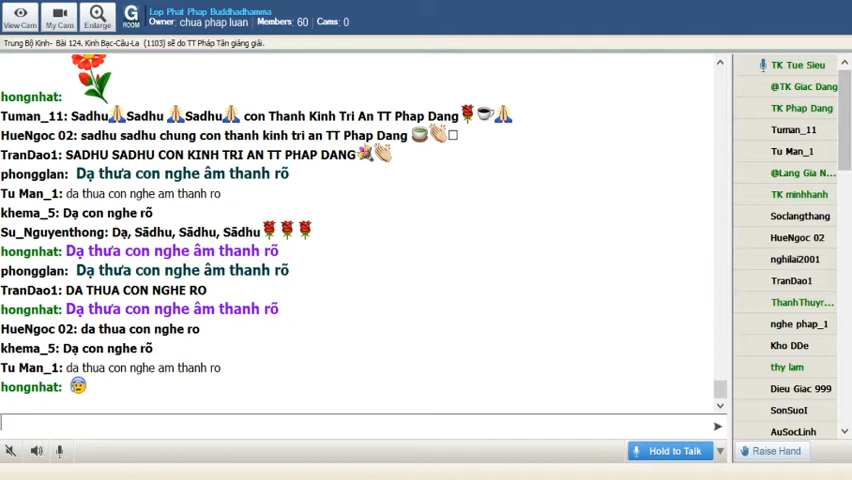 Lop Phat Phap Buddhadhamma
Owner: chua phap luan Members: 60 Cams: 0
View Cam
My Cam
Enlarge
G
ROOM
Trung Bộ Kinh- Bài 124. Kinh Bạc-Câu-La (1103) sẽ do TT Pháp Tân giảng giải.
hongnhat:
Tuman_11: Sadhu🙏Sadhu 🙏Sadhu🙏 con Thanh Kinh Tri An TT Phap Dang🌹☕🙏
HueNgoc 02: sadhu sadhu chung con thanh kinh tri an TT Phap Dang 🍵👏□
TranDao1: SADHU SADHU CON KINH TRI AN TT PHAP DANG💐👏
phongglan: Dạ thưa con nghe âm thanh rõ
Tu Man_1: da thua con nghe am thanh ro
khema_5: Dạ con nghe rõ
Su_Nguyenthong: Dạ, Sādhu, Sādhu, Sādhu🌹🌹🌹
hongnhat: Dạ thưa con nghe âm thanh rõ
phongglan: Dạ thưa con nghe âm thanh rõ
TranDao1: DA THUA CON NGHE RO
hongnhat: Dạ thưa con nghe âm thanh rõ
HueNgoc 02: da thua con nghe ro
khema_5: Dạ con nghe rõ
Tu Man_1: da thua con nghe am thanh ro
hongnhat: 😰
Hold to Talk
TK Tue Sieu
@TK Giac Dang
TK Phap Dang
Tuman_11
Tu Man_1
@Lang Gia N...
TK minhhanh
Soclangthang
HueNgoc 02
nghilai2001
TranDao1
ThanhThuyr...
nghe phap_1
Kho DDe
thy lam
Dieu Giac 999
SonSuoI
AuSocLinh
Raise Hand